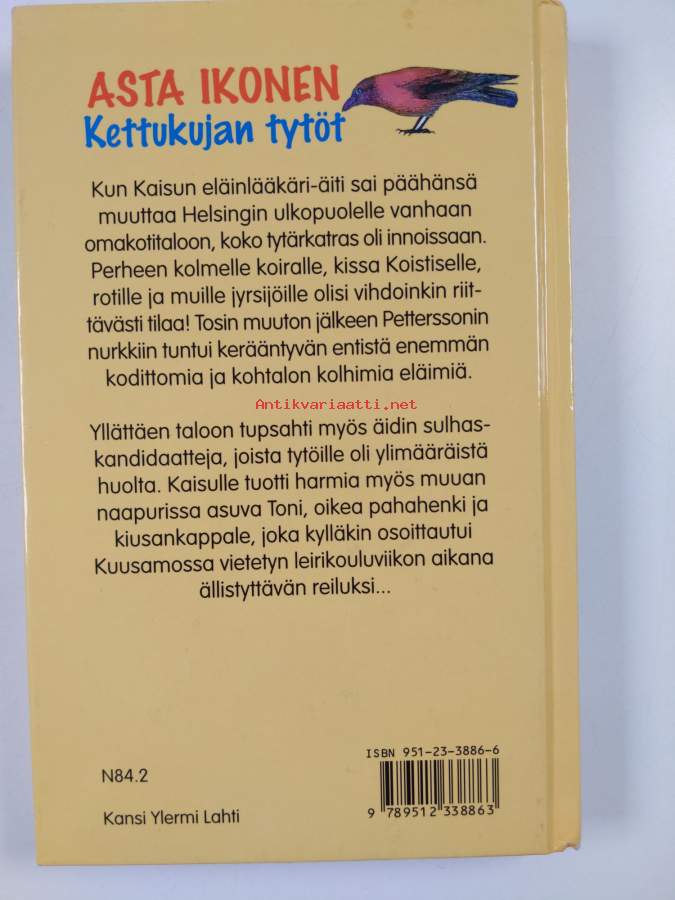 ASTA IKONEN
Kettukujan tytöt
Kun Kaisun eläinlääkäri-äiti sai päähänsä
muuttaa Helsingin ulkopuolelle vanhaan
omakotitaloon, koko tytärkatras oli innoissaan.
Perheen kolmelle koiralle, kissa Koistiselle,
rotille ja muille jyrsijöille olisi vihdoinkin riit-
tävästi tilaa! Tosin muuton jälkeen Petterssonin
nurkkiin tuntui kerääntyvän entistä enemmän
kodittomia ja kohtalon kolhimia eläimiä.
Antikvariaatti.net
Yllättäen taloon tupsahti myös äidin sulhas-
kandidaatteja, joista tytöille oli ylimääräistä
huolta. Kaisulle tuotti harmia myös muuan
naapurissa asuva Toni, oikea pahahenki ja
kiusankappale, joka kylläkin osoittautui
Kuusamossa vietetyn leirikouluviikon aikana
ällistyttävän reiluksi...
ISBN 951-23-3886-6
N84.2
Kansi Ylermi Lahti
9 789512 338863